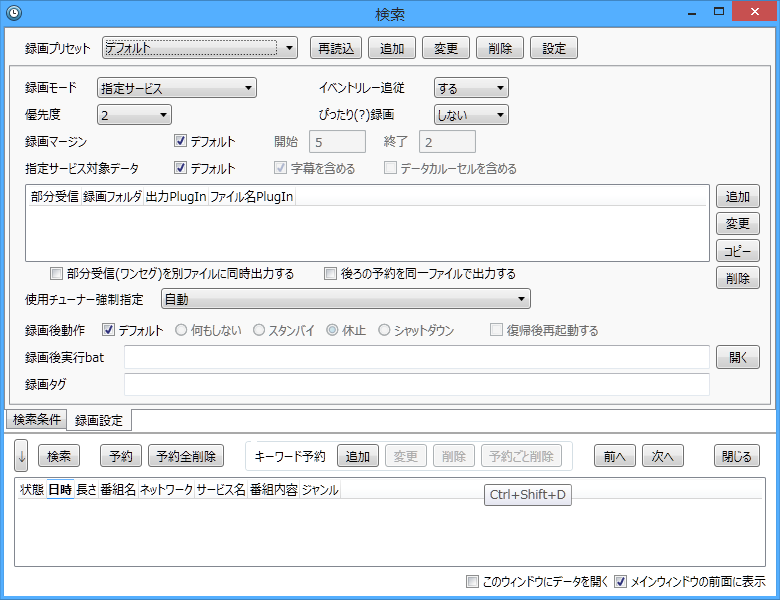 検索
録画プリセット デフォルト 再読込 追加 変更 削除 設定
録画モード 指定サービス イベントリレー追従 する
優先度 2 ぴったり(?)録画 しない
録画マージン デフォルト 開始 5 終了 2
指定サービス対象データ デフォルト 字幕を含める データカルーセルを含める
部分受信 録画フォルダ 出力PlugIn ファイル名PlugIn
追加
変更
コピー
削除
部分受信(ワンセグ)を別ファイルに同時出力する 後ろの予約を同一ファイルで出力する
使用チューナー強制指定 自動
録画後動作 デフォルト 何もしない スタンバイ 休止 シャットダウン 復帰後再起動する
録画後実行bat 開く
録画タグ
検索条件 録画設定
↓ 検索 予約 予約全削除 キーワード予約 追加 変更 削除 予約ごと削除 前へ 次へ 閉じる
状態 日時 長さ 番組名 ネットワーク サービス名 番組内容 ジャンル
Ctrl+Shift+D
このウィンドウにデータを開く メインウィンドウの前面に表示